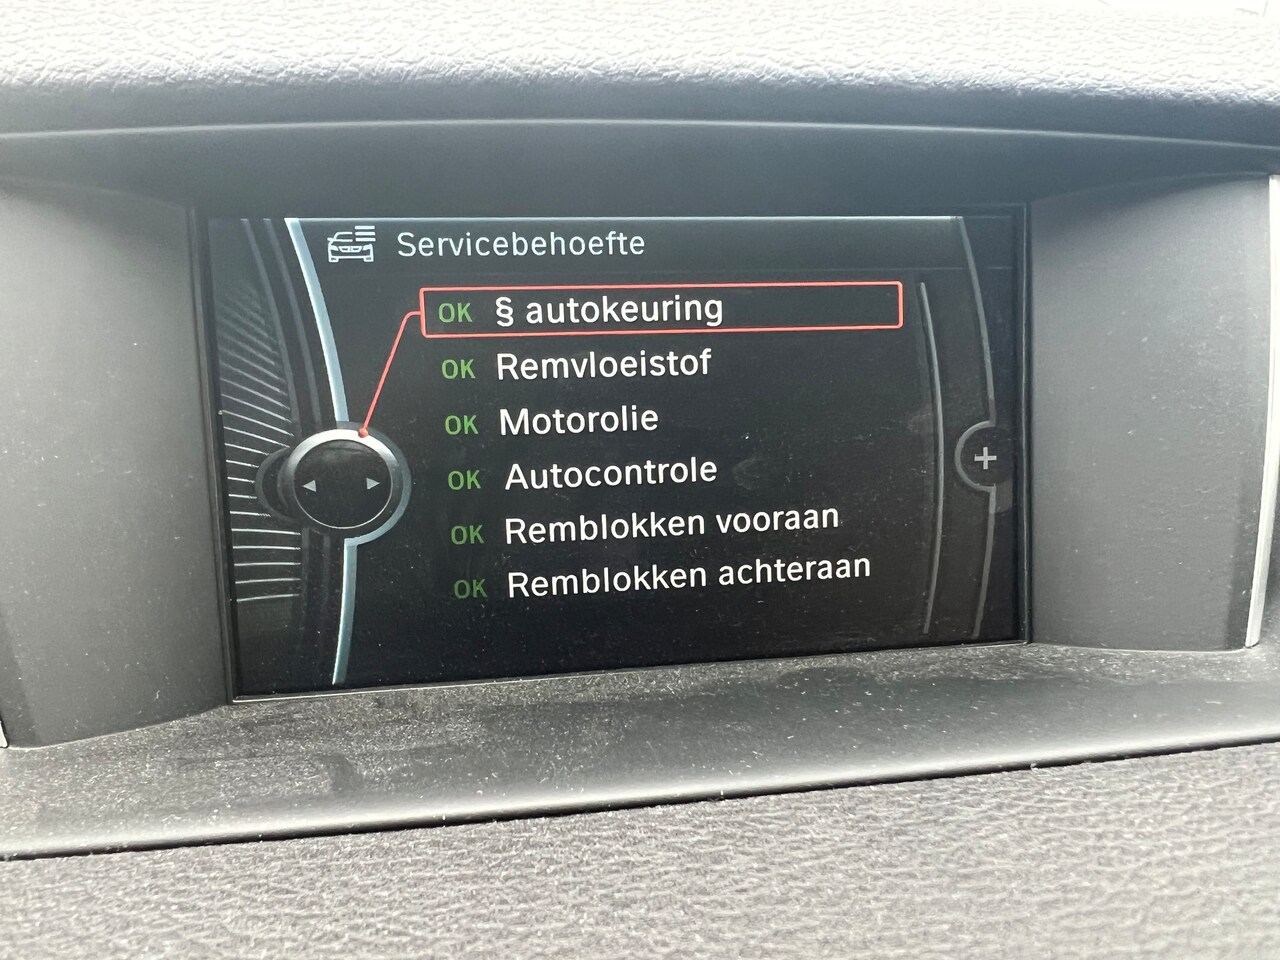 Servicebehoefte
OK § autokeuring
OK Remvloeistof
OK Motorolie
OK Autocontrole
OK Remblokken vooraan
OK Remblokken achteraan
+